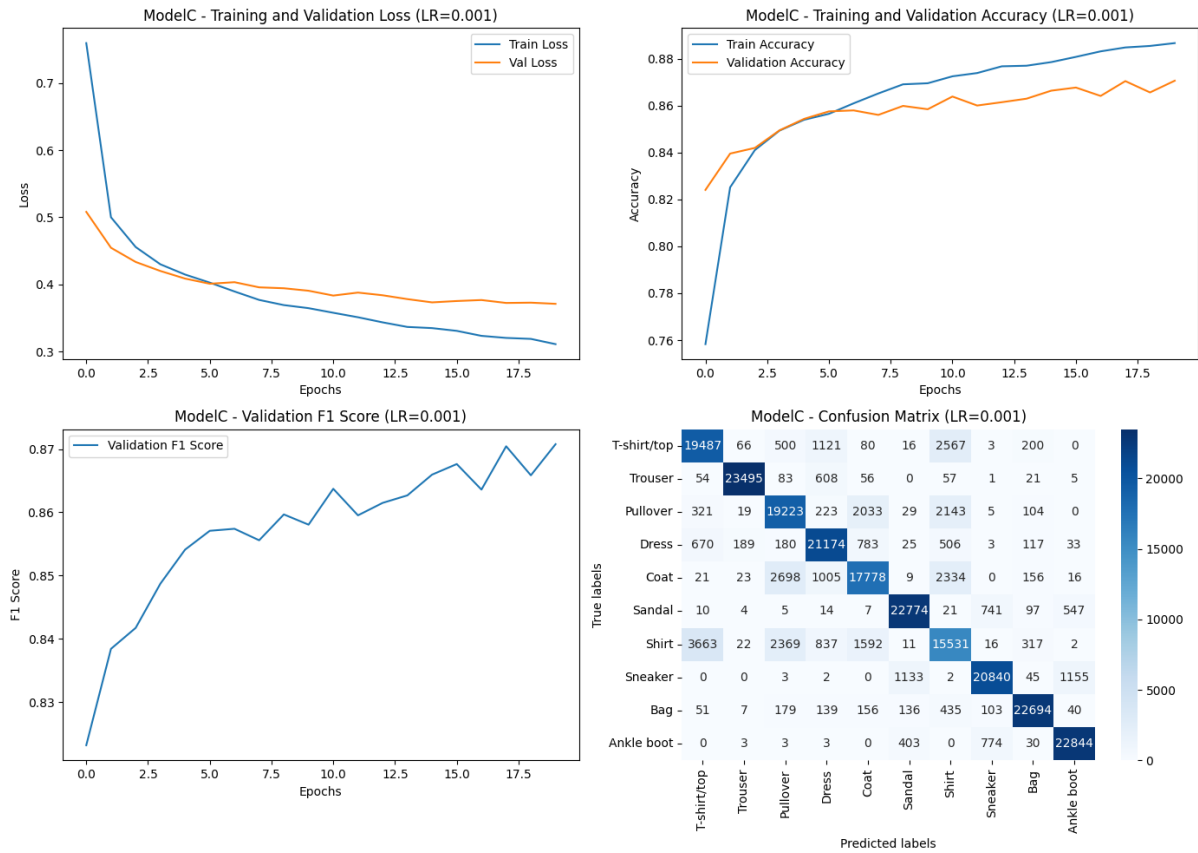 ModelC - Training and Validation Loss (LR=0.001)
Train Loss
Val Loss
0.7
0.6
0.5
0.4
0.3
Loss
0.0 2.5 5.0 7.5 10.0 12.5 15.0 17.5
Epochs
ModelC - Training and Validation Accuracy (LR=0.001)
Train Accuracy
Validation Accuracy
0.88
0.86
0.84
0.82
0.80
0.78
0.76
Accuracy
0.0 2.5 5.0 7.5 10.0 12.5 15.0 17.5
Epochs
ModelC - Validation F1 Score (LR=0.001)
Validation F1 Score
0.87
0.86
0.85
0.84
0.83
F1 Score
0.0 2.5 5.0 7.5 10.0 12.5 15.0 17.5
Epochs
ModelC - Confusion Matrix (LR=0.001)
True labels
T-shirt/top 19487 66 500 1121 80 16 2567 3 200 0
Trouser 54 23495 83 608 56 0 57 1 21 5
Pullover 321 19 19223 223 2033 29 2143 5 104 0
Dress 670 189 180 21174 783 25 506 3 117 33
Coat 21 23 2698 1005 17778 9 2334 0 156 16
Sandal 10 4 5 14 7 22774 21 741 97 547
Shirt 3663 22 2369 837 1592 11 15531 16 317 2
Sneaker 0 0 3 2 0 1133 2 20840 45 1155
Bag 51 7 179 139 156 136 435 103 22694 40
Ankle boot 0 3 3 3 0 403 0 774 30 22844
T-shirt/top Trouser Pullover Dress Coat Sandal Shirt Sneaker Bag Ankle boot
Predicted labels
20000
15000
10000
5000
0